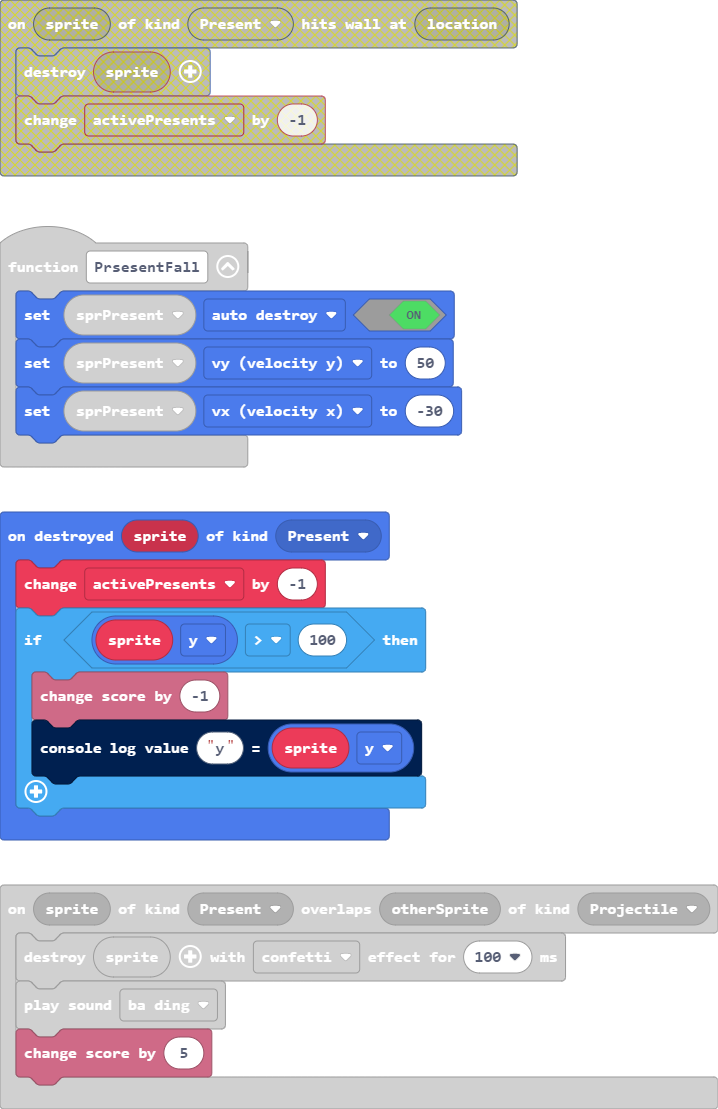 on sprite of kind Present hits wall at location
destroy sprite
change activePresents by -1
function PrsesentFall
set sprPresent auto destroy ON
set sprPresent vy (velocity y) to 50
set sprPresent vx (velocity x) to -30
on destroyed sprite of kind Present
change activePresents by -1
if sprite y > 100 then
change score by -1
console log value "y" = sprite y
on sprite of kind Present overlaps otherSprite of kind Projectile
destroy sprite with confetti effect for 100 ms
play sound ba ding
change score by 5